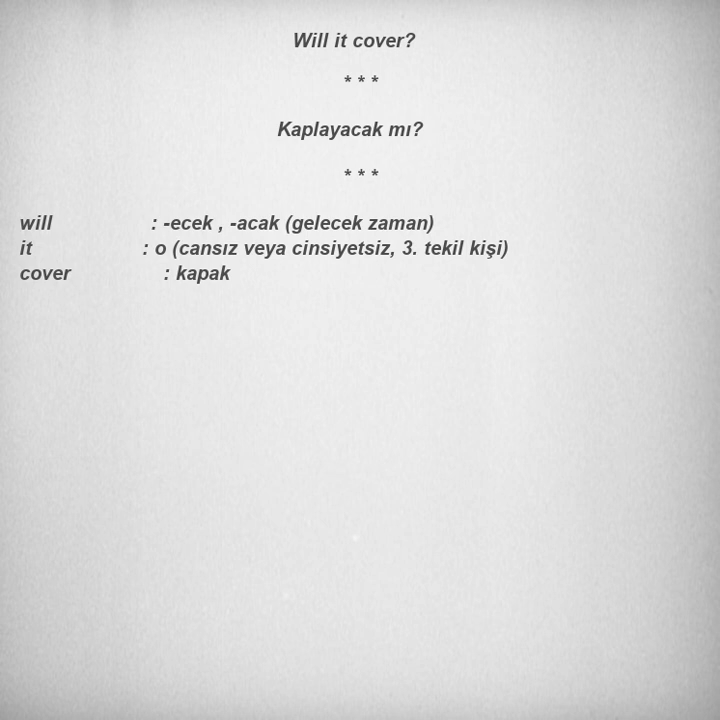 Will it cover?
* * *
Kaplayacak mı?
* * *
will : -ecek , -acak (gelecek zaman)
it : o (cansız veya cinsiyetsiz, 3. tekil kişi)
cover : kapak